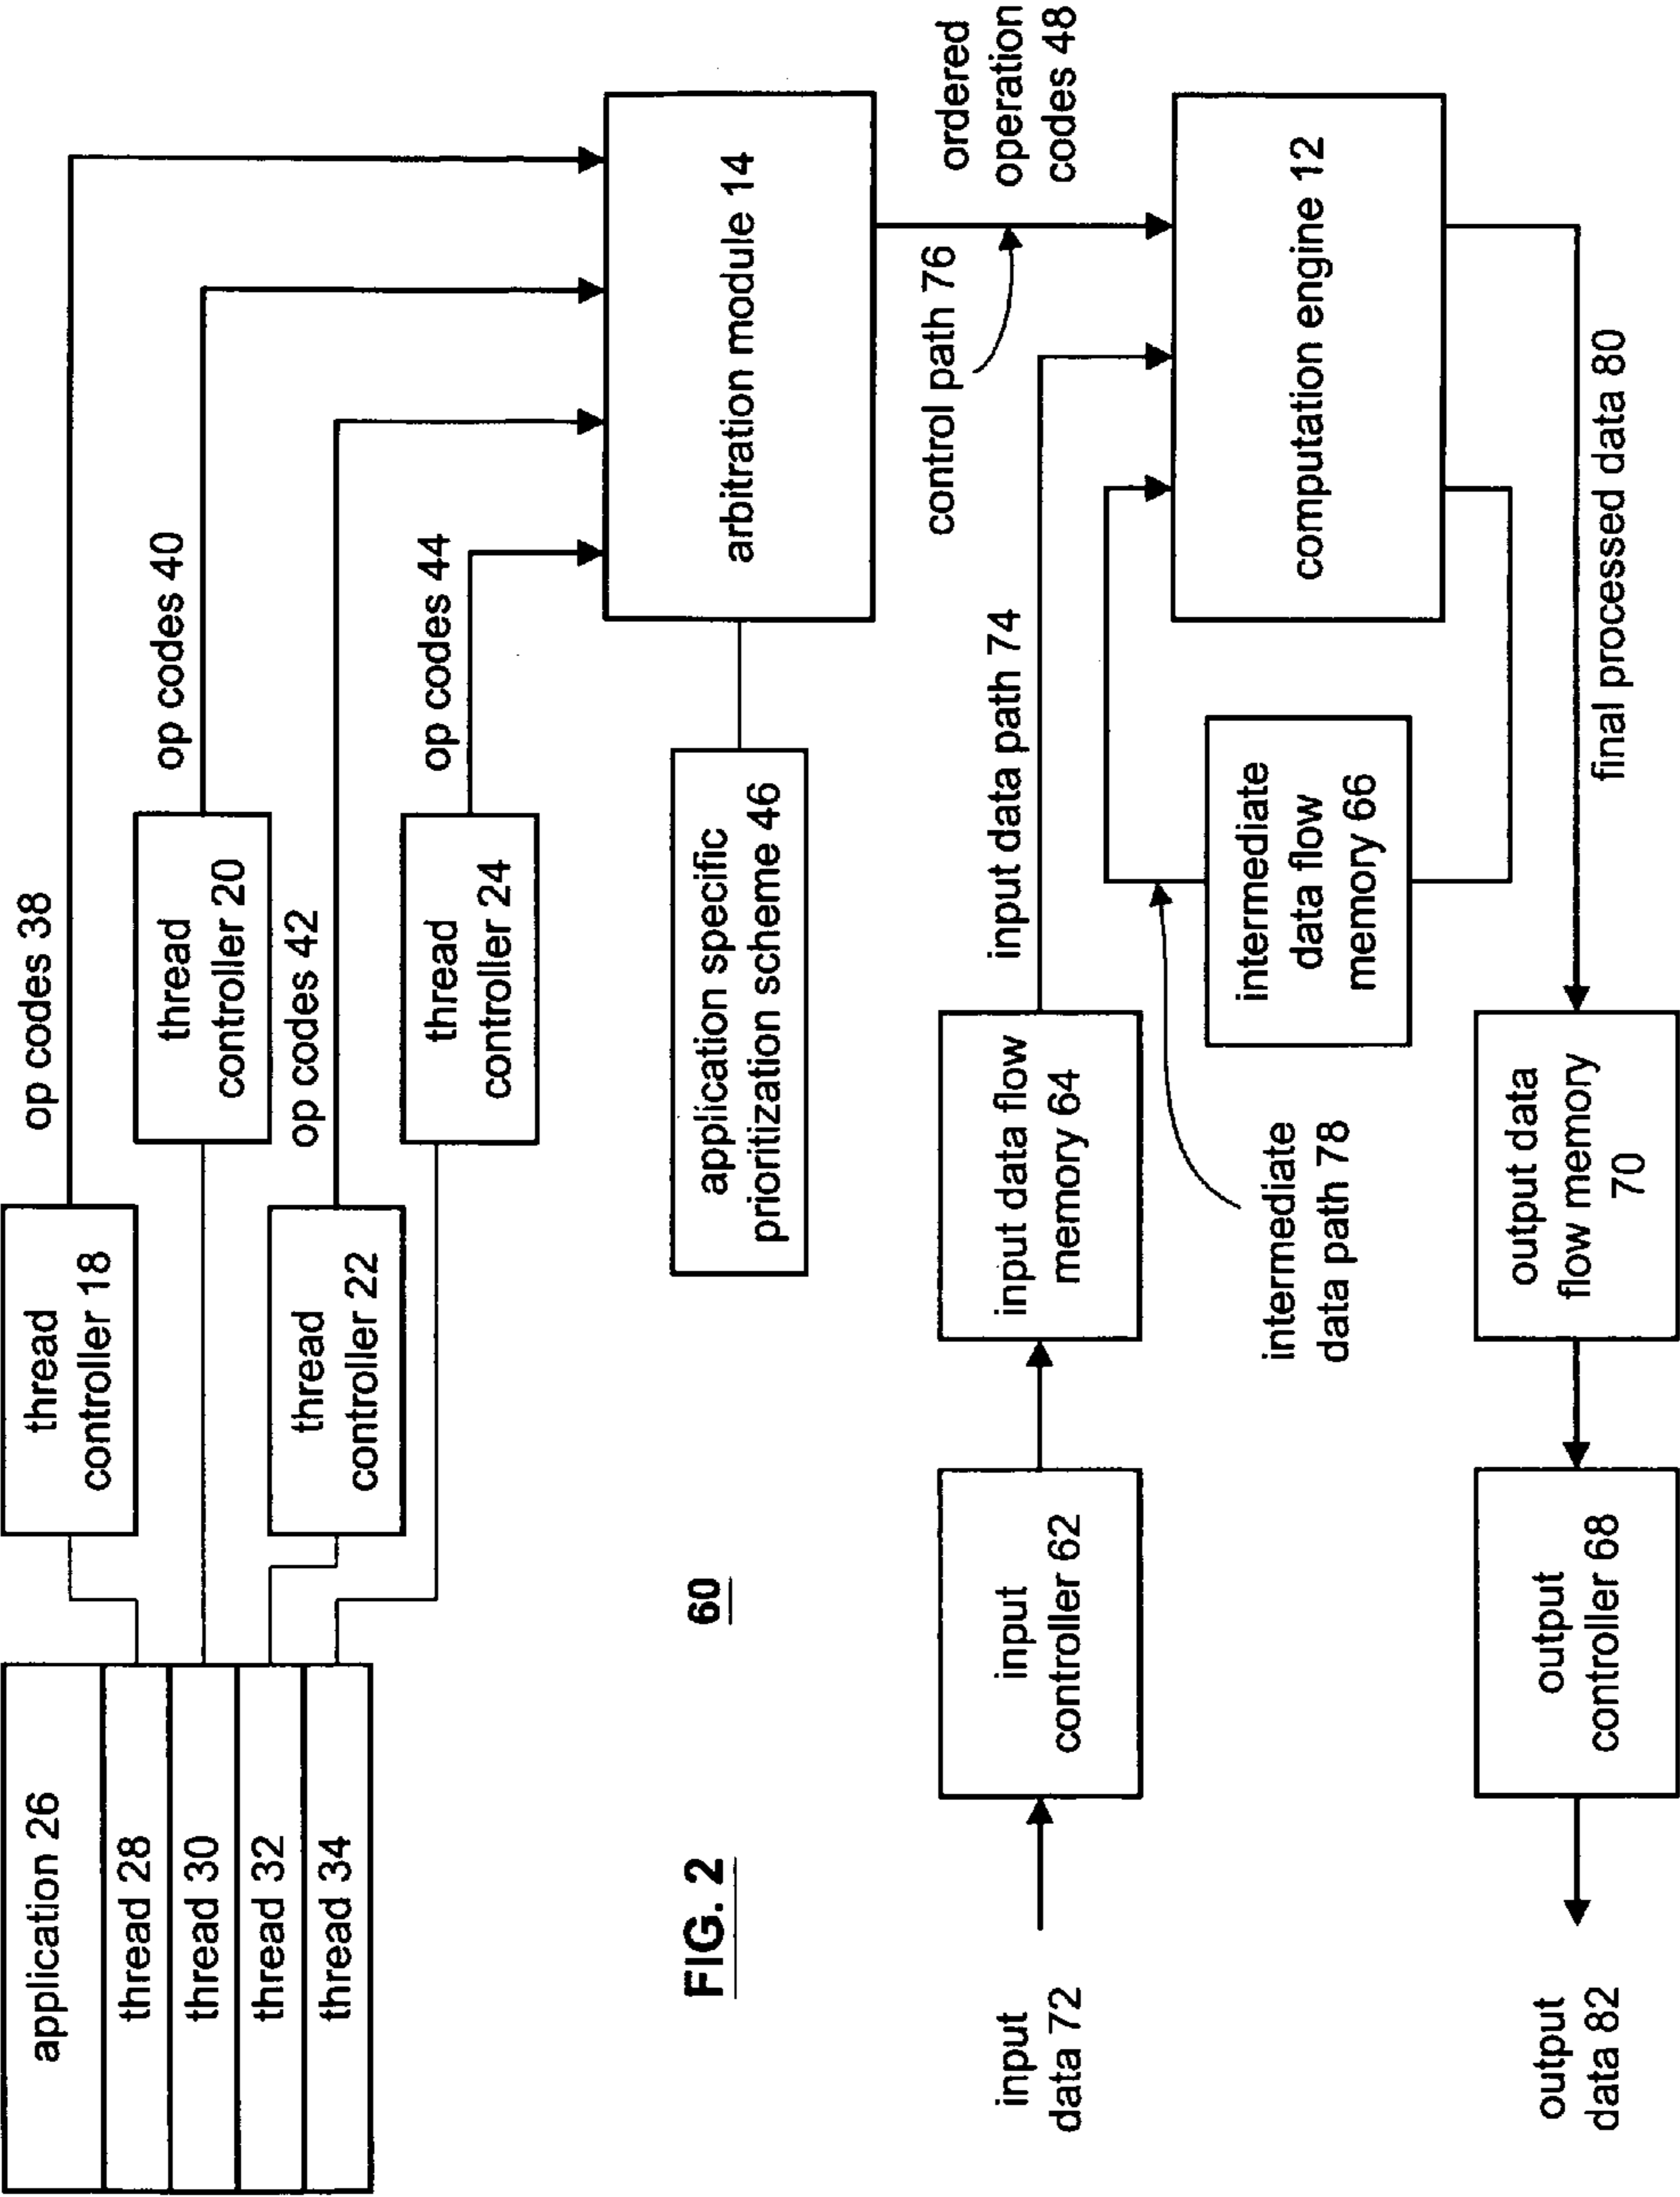 application 26
thread 28
thread 30
thread 32
thread 34
thread
controller 18
op codes 38
thread
controller 20
op codes 40
thread
controller 22
op codes 42
thread
controller 24
op codes 44
arbitration module 14
application specific
prioritization scheme 46
FIG. 2
60
control path 76
ordered
operation
codes 48
input
data 72
input
controller 62
input data flow
memory 64
input data path 74
computation engine 12
intermediate
data path 78
intermediate
data flow
memory 66
final processed data 80
output data
flow memory
70
output
controller 68
output
data 82